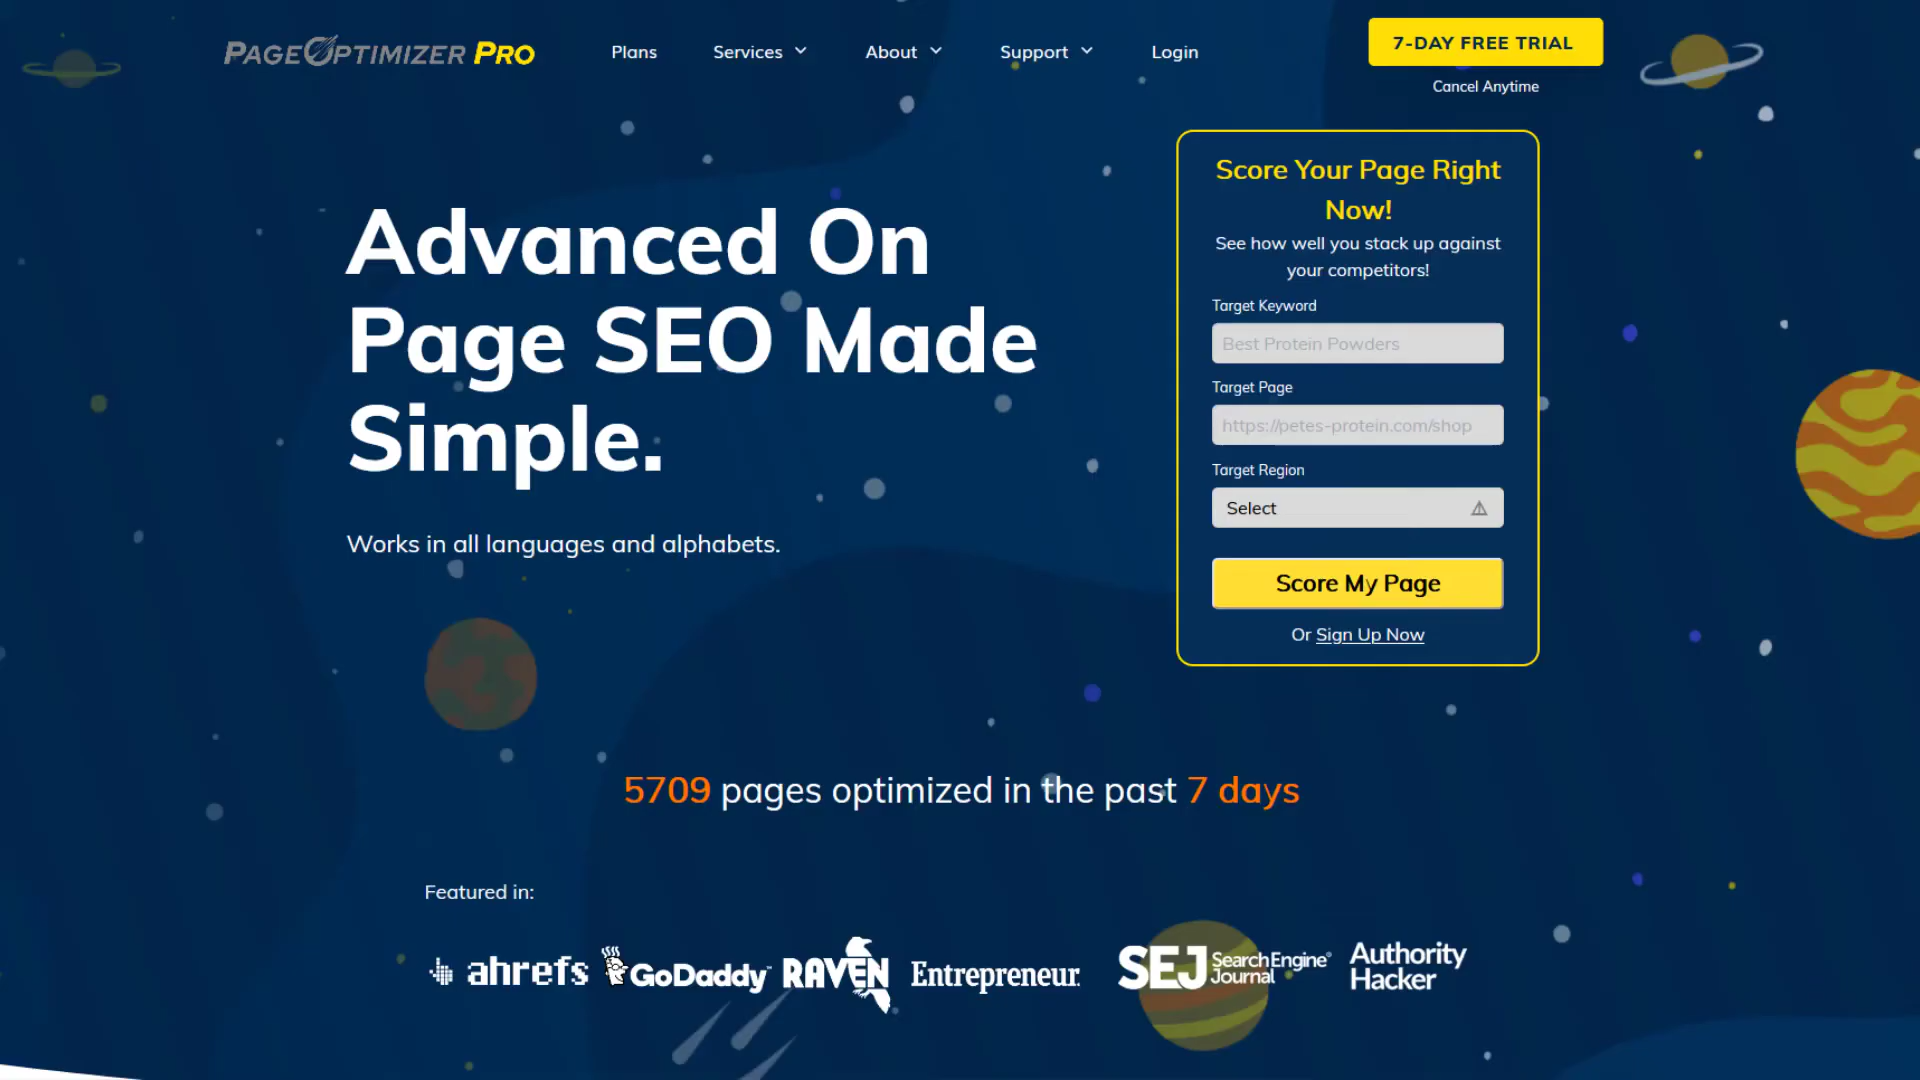 PAGEOPTIMIZER PRO
Plans
Services
About
Support
Login
7-DAY FREE TRIAL
Cancel Anytime
Advanced On
Page SEO Made
Simple.
Works in all languages and alphabets.
Score Your Page Right
Now!
See how well you stack up against
your competitors!
Target Keyword
Best Protein Powders
Target Page
https://petes-protein.com/shop
Target Region
Select
Score My Page
Or Sign Up Now
5709 pages optimized in the past 7 days
Featured in:
ahrefs
GoDaddy
RAVEN
Entrepreneur
SEJ Search Engine® Journal
Authority
Hacker